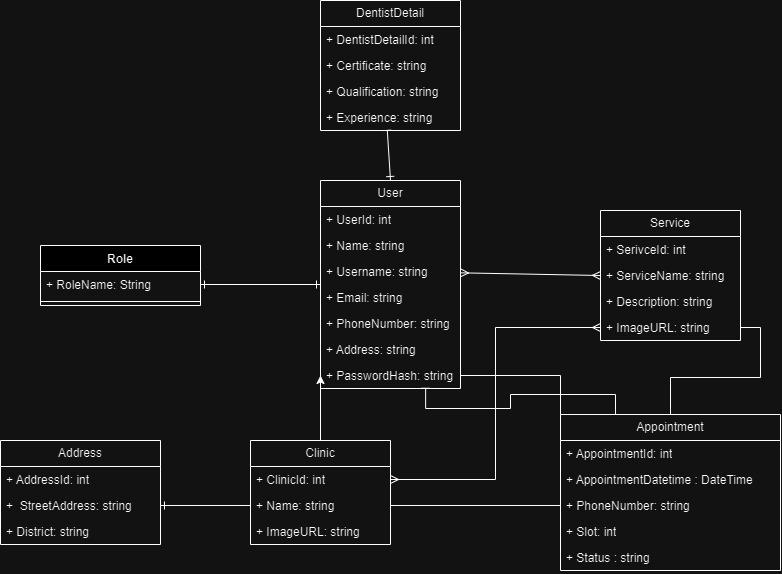 DentistDetail
+ DentistDetailId: int
+ Certificate: string
+ Qualification: string
+ Experience: string
User
+ UserId: int
+ Name: string
+ Username: string
+ Email: string
+ PhoneNumber: string
+ Address: string
+ PasswordHash: string
Service
+ SerivceId: int
+ ServiceName: string
+ Description: string
+ ImageURL: string
Role
+ RoleName: String
Address
+ AddressId: int
+ StreetAddress: string
+ District: string
Clinic
+ ClinicId: int
+ Name: string
+ ImageURL: string
Appointment
+ AppointmentId: int
+ AppointmentDatetime : DateTime
+ PhoneNumber: string
+ Slot: int
+ Status : string